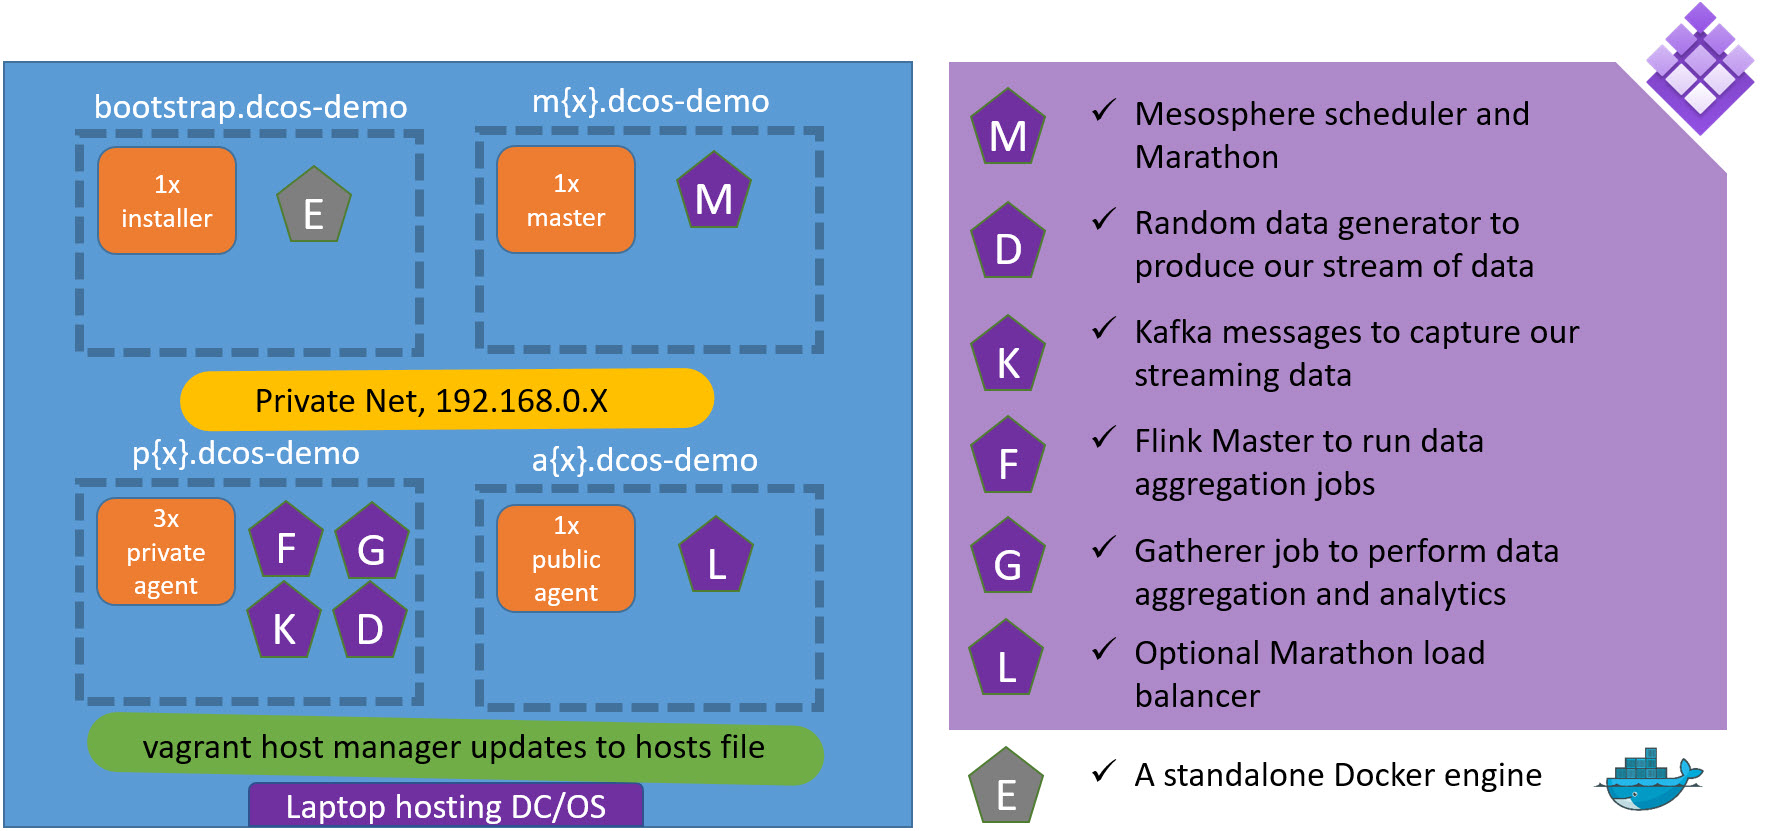 bootstrap.dcos-demo
1x
installer
E
m{x}.dcos-demo
1x
master
M
Private Net, 192.168.0.X
p{x}.dcos-demo
3x
private
agent
F
G
K
D
a{x}.dcos-demo
1x
public
agent
L
vagrant host manager updates to hosts file
Laptop hosting DC/OS
M
✓ Mesosphere scheduler and
Marathon
D
✓ Random data generator to
produce our stream of data
K
✓ Kafka messages to capture our
streaming data
F
✓ Flink Master to run data
aggregation jobs
G
✓ Gatherer job to perform data
aggregation and analytics
L
✓ Optional Marathon load
balancer
E
✓ A standalone Docker engine